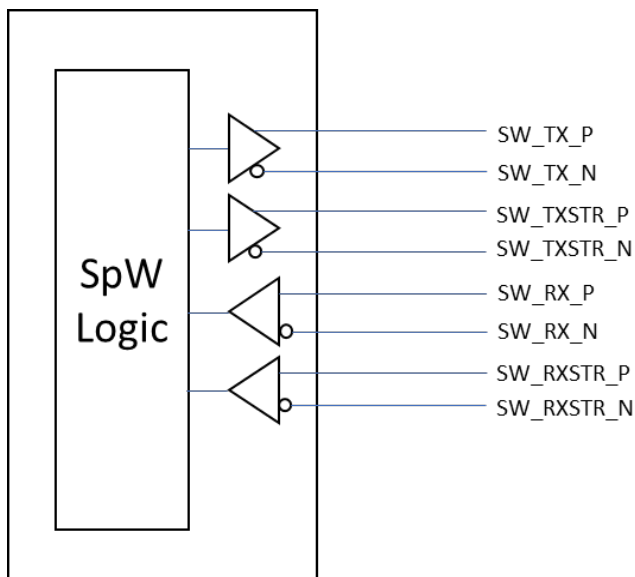 SW_TX_P
SW_TX_N
SW_TXSTR_P
SW_TXSTR_N
SpW
Logic
SW_RX_P
SW_RX_N
SW_RXSTR_P
SW_RXSTR_N